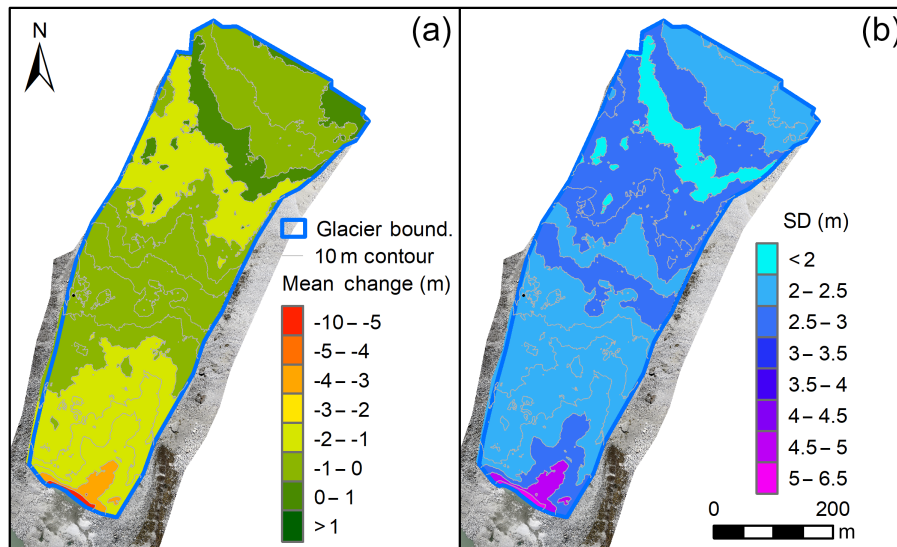 N
(a)
Glacier bound.
10 m contour
Mean change (m)
-10 – -5
-5 – -4
-4 – -3
-3 – -2
-2 – -1
-1 – 0
0 – 1
>1
(b)
SD (m)
<2
2 – 2.5
2.5 – 3
3 – 3.5
3.5 – 4
4 – 4.5
4.5 – 5
5 – 6.5
0 200
m